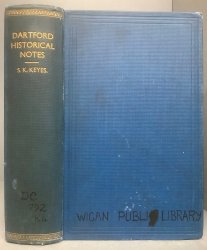 DARTFORD
HISTORICAL
NOTES
S. K. KEYES.
WIGAN PUBLIC LIBRARY